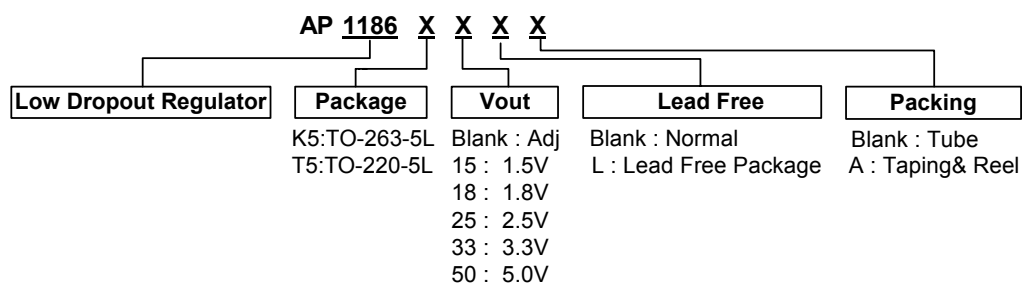 AP 1186 X X X X
Low Dropout Regulator
Package
Vout
Lead Free
Packing
K5:TO-263-5L
T5:TO-220-5L
Blank : Adj
15 : 1.5V
18 : 1.8V
25 : 2.5V
33 : 3.3V
50 : 5.0V
Blank : Normal
L : Lead Free Package
Blank : Tube
A : Taping& Reel